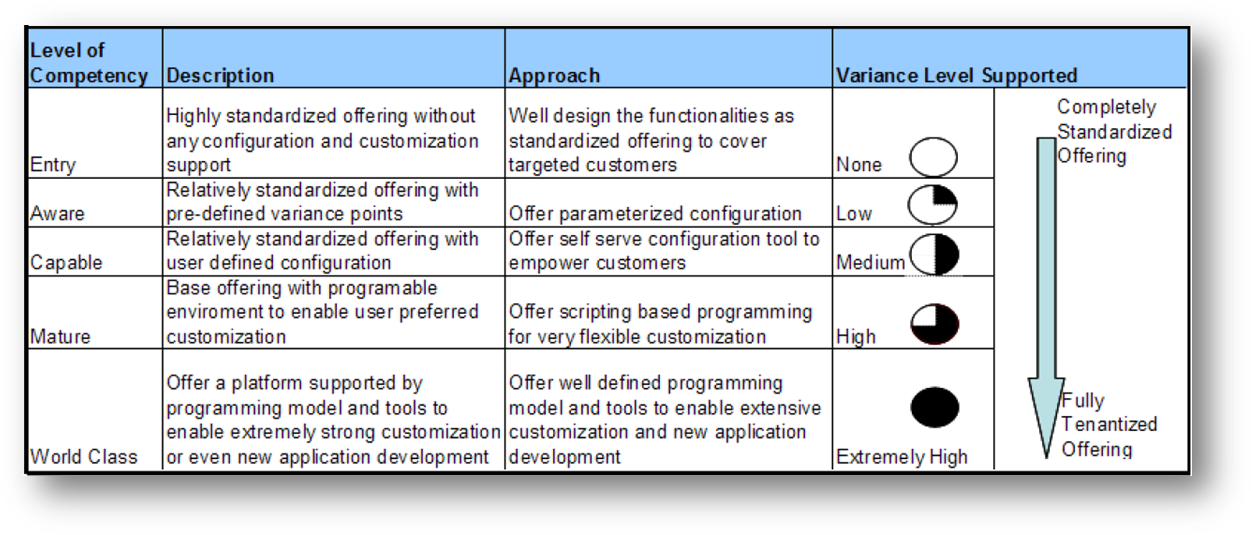 Level of
Competency
Description
Approach
Variance Level Supported
Entry
Highly standardized offering without
any configuration and customization
support
Well design the functionalities as
standardized offering to cover
targeted customers
None
Aware
Relatively standardized offering with
pre-defined variance points
Offer parameterized configuration
Low
Capable
Relatively standardized offering with
user defined configuration
Offer self serve configuration tool to
empower customers
Medium
Mature
Base offering with programable
enviroment to enable user preferred
customization
Offer scripting based programming
for very flexible customization
High
World Class
Offer a platform supported by
programming model and tools to
enable extremely strong customization
or even new application development
Offer well defined programming
model and tools to enable extensive
customization and new application
development
Extremely High
Completely
Standardized
Offering
Fully
Tenantized
Offering